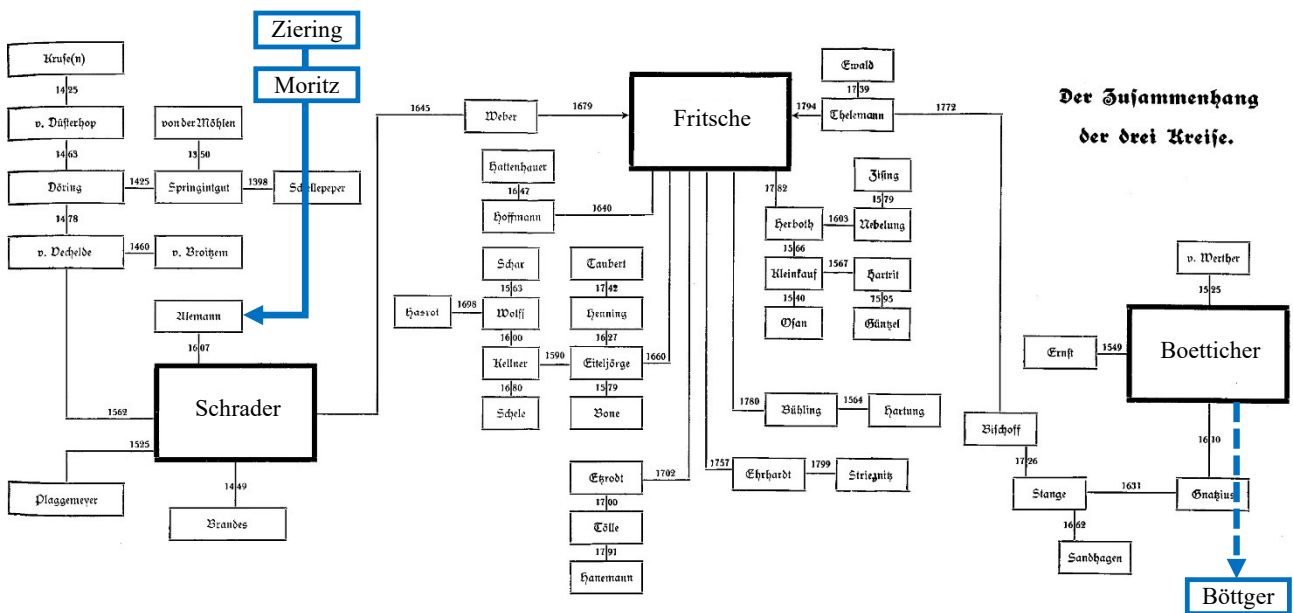 Ziering
Moritz
Kruse(n)
14 25
v. Düsterhop
von der Möhlen
14 63
13 50
Döring
1425
Springintgut
1398
Schellepeper
14 78
v. Vechelde
1460
v. Broitzem
Alemann
16 07
Schrader
1562
1525
Plaggemeyer
14 49
Brandes
1645
Weber
1679
Fritsche
1794
Thelemann
1772
Ewald
17 39
Der Zusammenhang
der drei Kreise.
Hattenhauer
16 47
Hoffmann
1640
Schar
Taubert
15 63
17 42
Hasrot
1698
Wolff
Henning
16 00
16 27
Kellner
1590
Eiteljörge
1660
16 80
15 79
Schele
Bone
Etzrodt
1702
17 00
Tölle
17 91
Hanemann
17 82
Zising
15 79
Herboth
1603
Nebelung
15 66
Kleinkauf
1567
Hartrit
15 40
15 95
Osan
Güntzel
1780
Bühling
1564
Hartung
1757
Ehrhardt
1799
Striegnitz
Bischoff
17 26
Stange
1631
Gnatzius
16 62
Sandhagen
v. Werther
15 25
Ernst
1549
Boetticher
16 10
Böttger